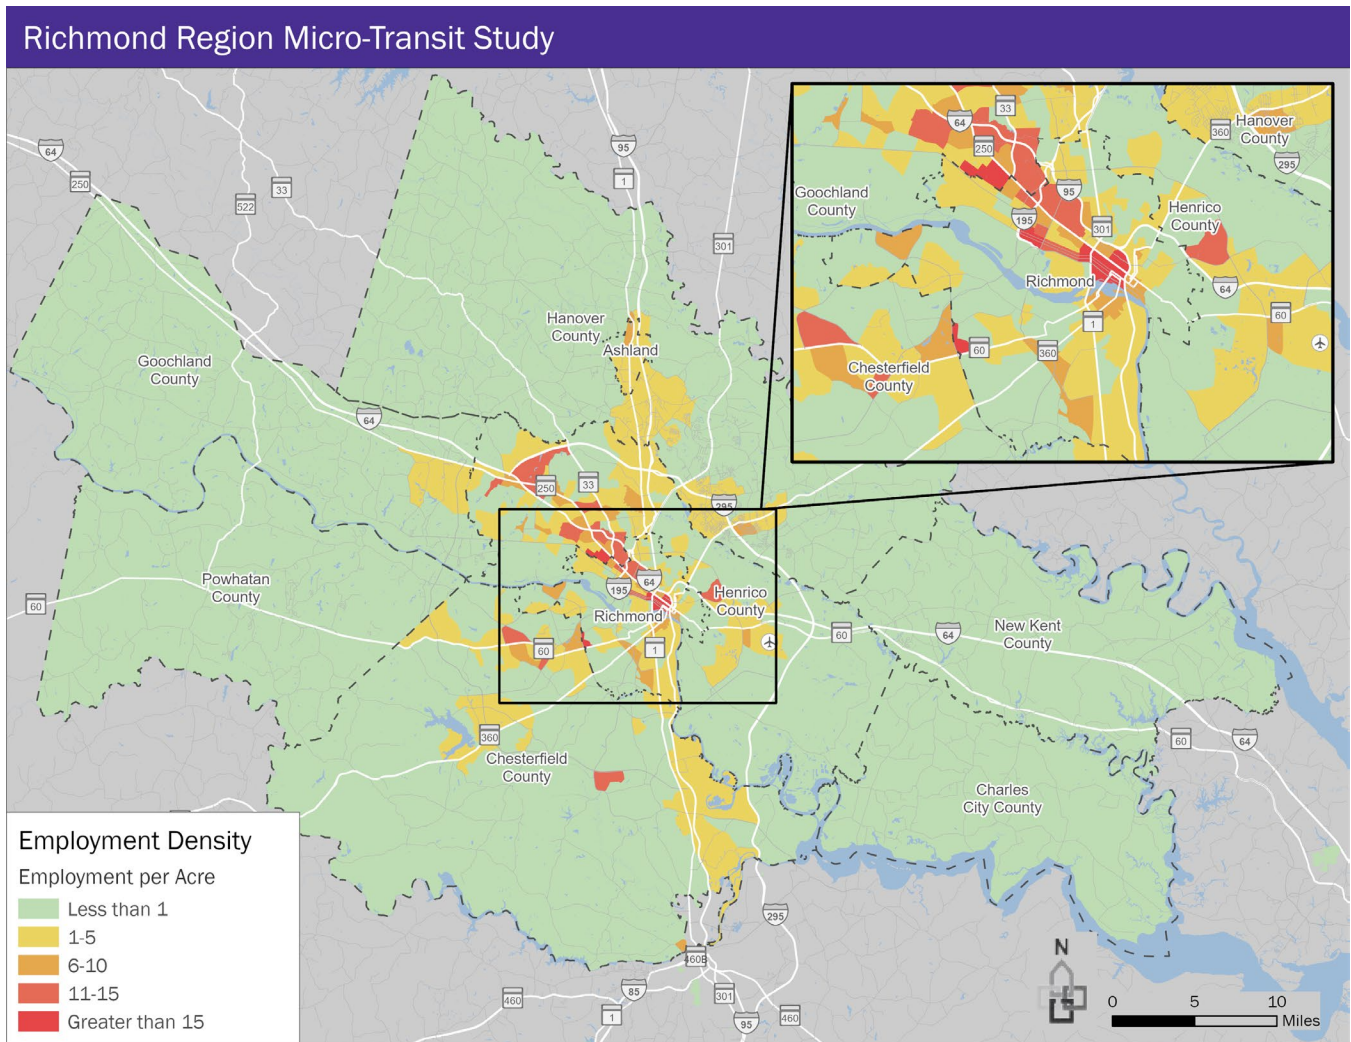 Richmond Region Micro-Transit Study
64
250
33
522
95
1
301
33
64
250
Hanover
County
360
295
Goochland
County
95
Henrico
County
195
301
Richmond
64
60
1
60
360
Chesterfield
County
Hanover
County
Ashland
Goochland
County
64
250
33
295
Powhatan
County
60
64
195
Henrico
County
Richmond
60
64
New Kent
County
60
1
360
Chesterfield
County
60
64
Charles
City County
Employment Density
Employment per Acre
Less than 1
1-5
6-10
11-15
Greater than 15
295
460B
85
460
301
1
95
460
N
0
5
10
Miles